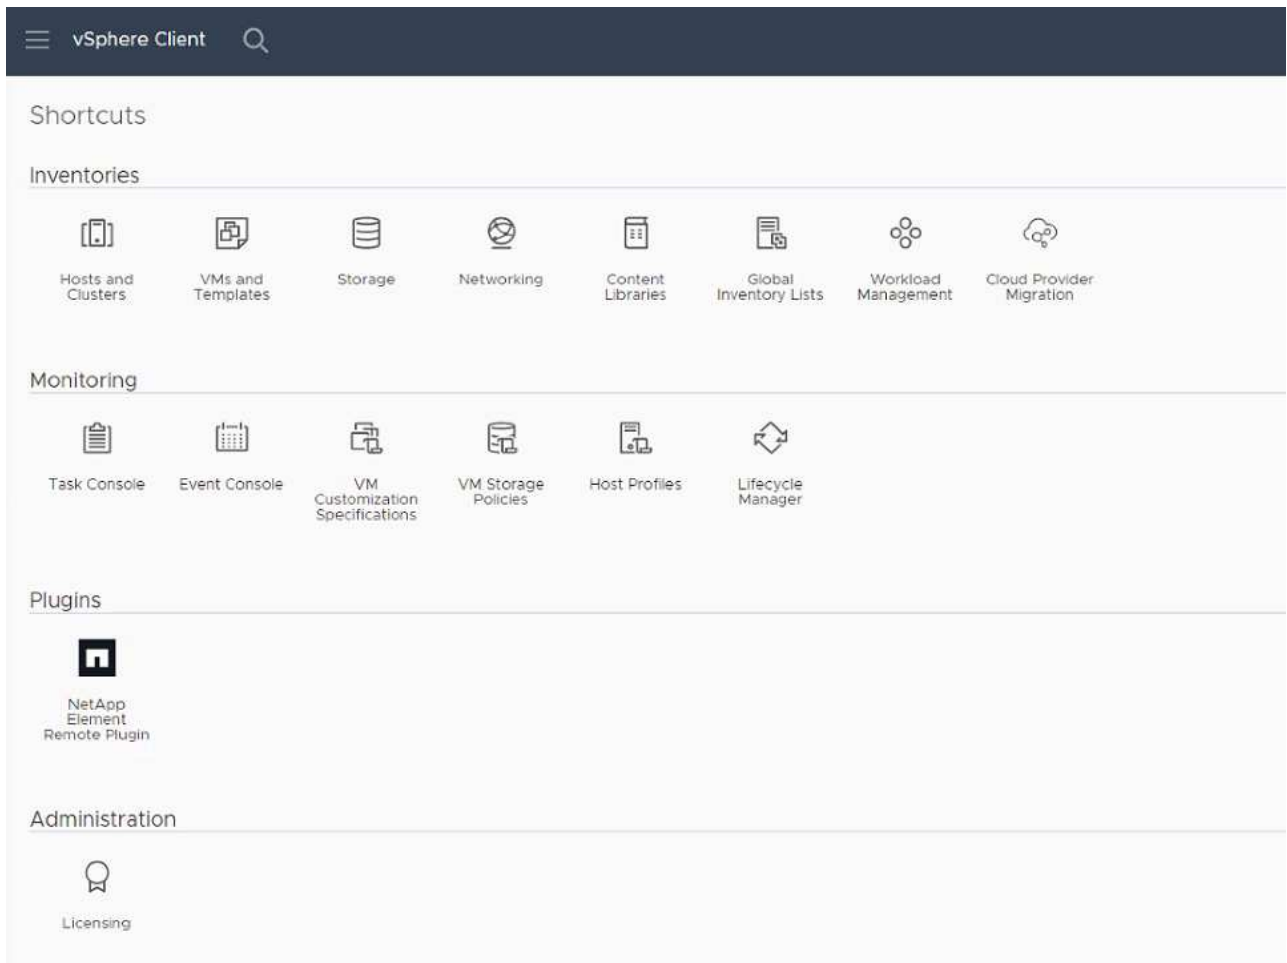 vSphere Client
Shortcuts
Inventories
Hosts and
Clusters
VMs and
Templates
Storage
Networking
Content
Libraries
Global
Inventory Lists
Workload
Management
Cloud Provider
Migration
Monitoring
Task Console
Event Console
VM
Customization
Specifications
VM Storage
Policies
Host Profiles
Lifecycle
Manager
Plugins
NetApp
Element
Remote Plugin
Administration
Licensing